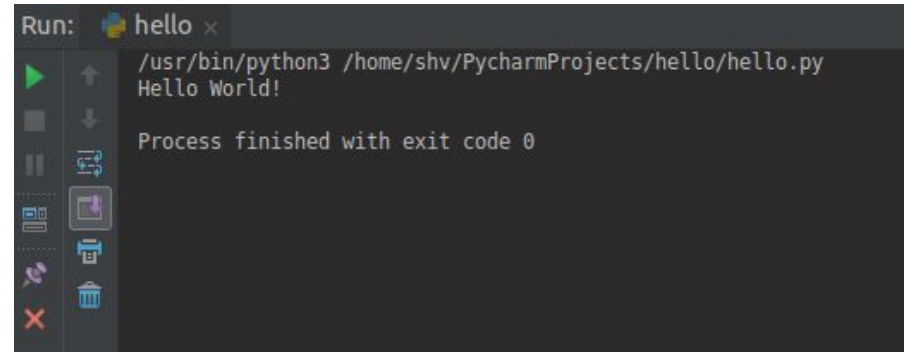 Run: hello
/usr/bin/python3 /home/shv/PycharmProjects/hello/hello.py
Hello World!
Process finished with exit code 0